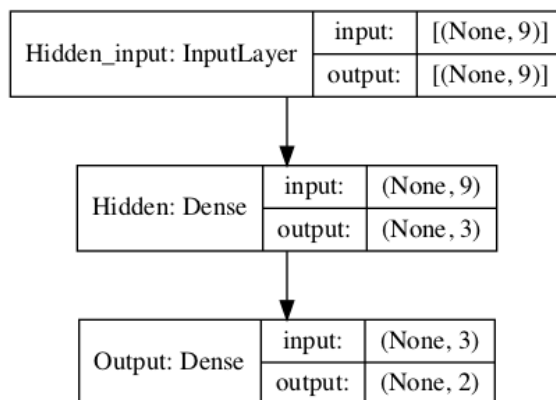 Hidden_input: InputLayer
input: [(None, 9)]
output: [(None, 9)]
Hidden: Dense
input: (None, 9)
output: (None, 3)
Output: Dense
input: (None, 3)
output: (None, 2)